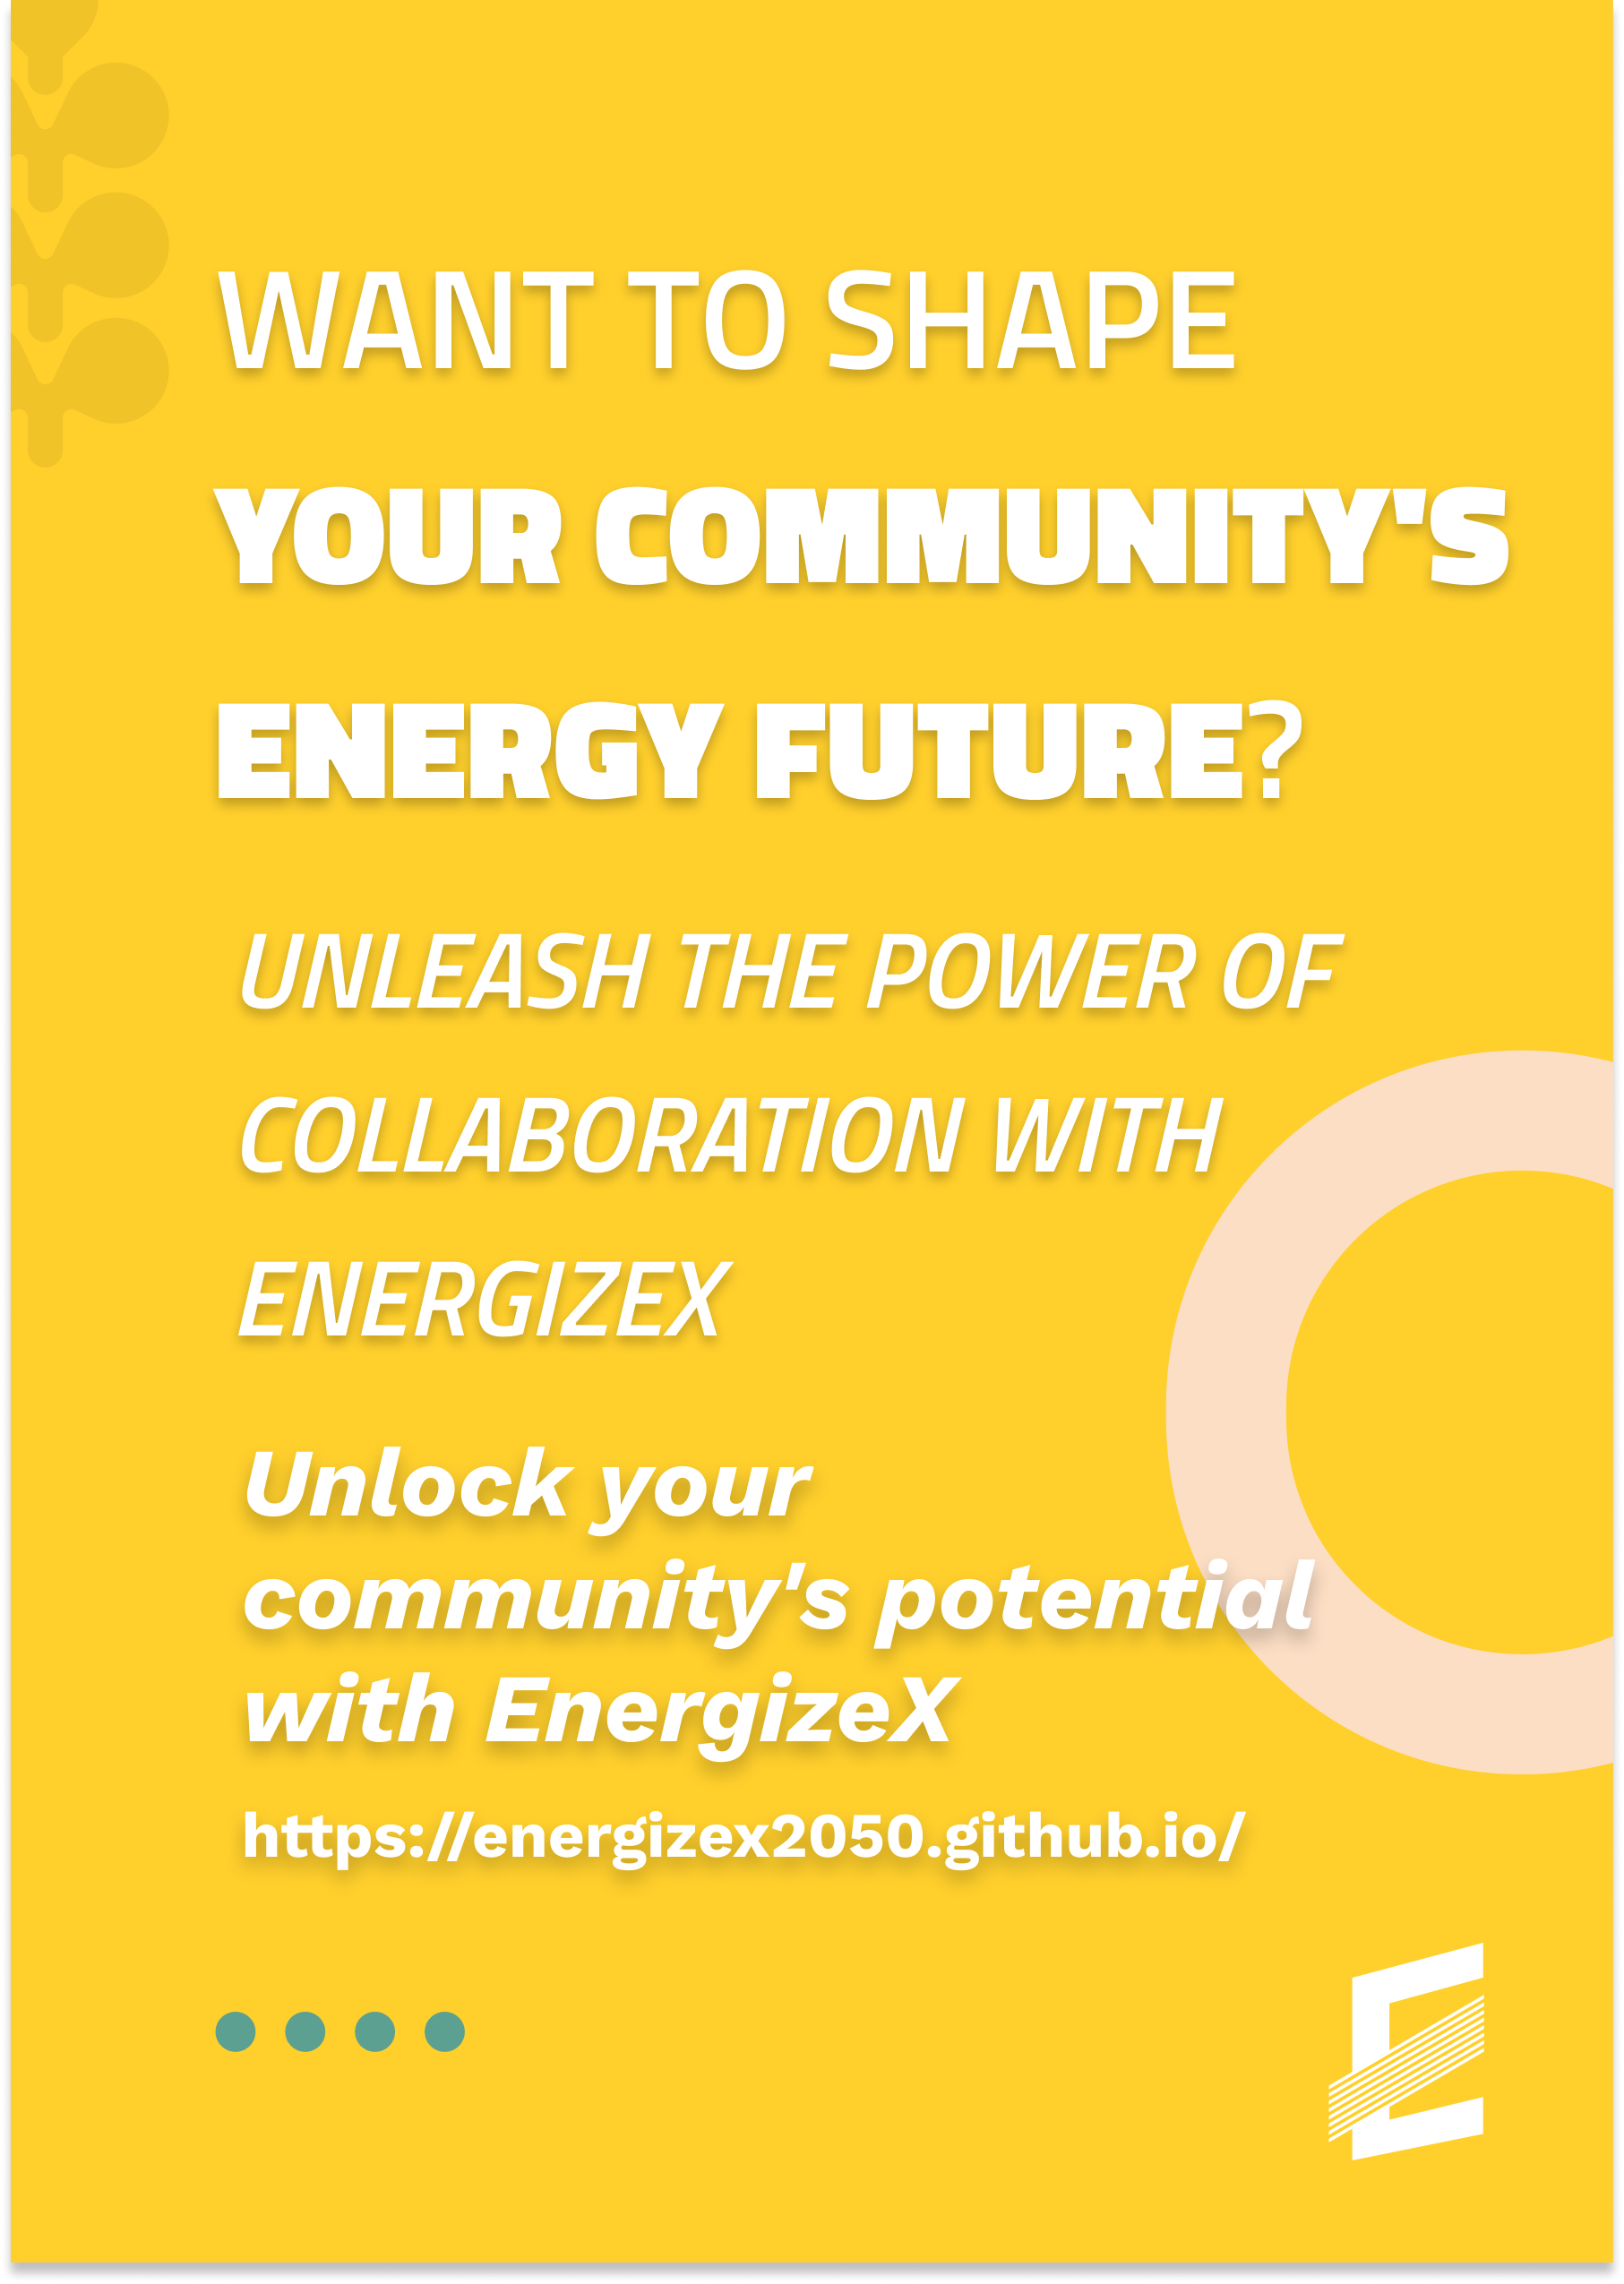 WANT TO SHAPE
YOUR COMMUNITY'S
ENERGY FUTURE?
UNLEASH THE POWER OF
COLLABORATION WITH
ENERGIZEX
Unlock your
community's potential
with EnergizeX
https://energizex2050.github.io/
E